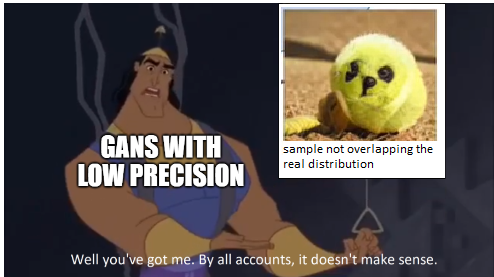 sample not overlapping the
real distribution
GANS WITH
LOW PRECISION
Well you've got me. By all accounts, it doesn't make sense.